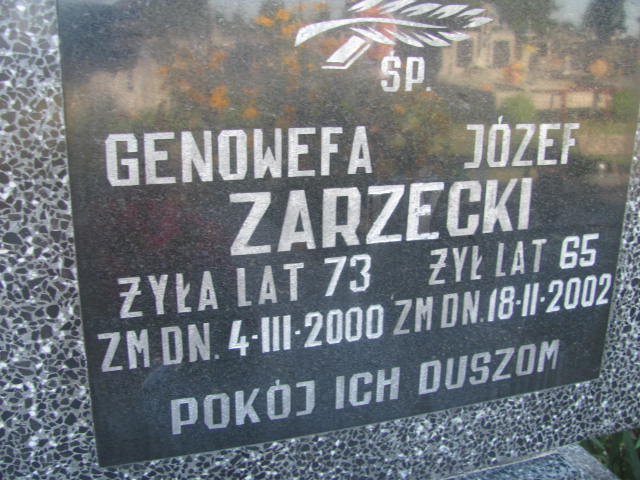 ŚP.
GENOWEFA JÓZEF
ZARZECKI
ŻYŁA LAT 73 ŻYŁ LAT 65
ZM DN. 4-III-2000 ZM DN. 18-II-2002
POKÓJ ICH DUSZOM